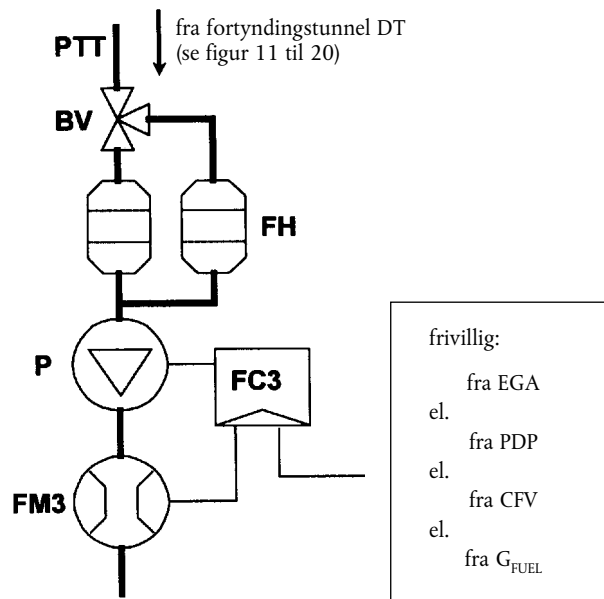 fra fortyndingstunnel DT
(se figur 11 til 20)
PTT
BV
FH
P
FC3
FM3
frivillig:
fra EGA
el.
fra PDP
el.
fra CFV
el.
fra G_FUEL